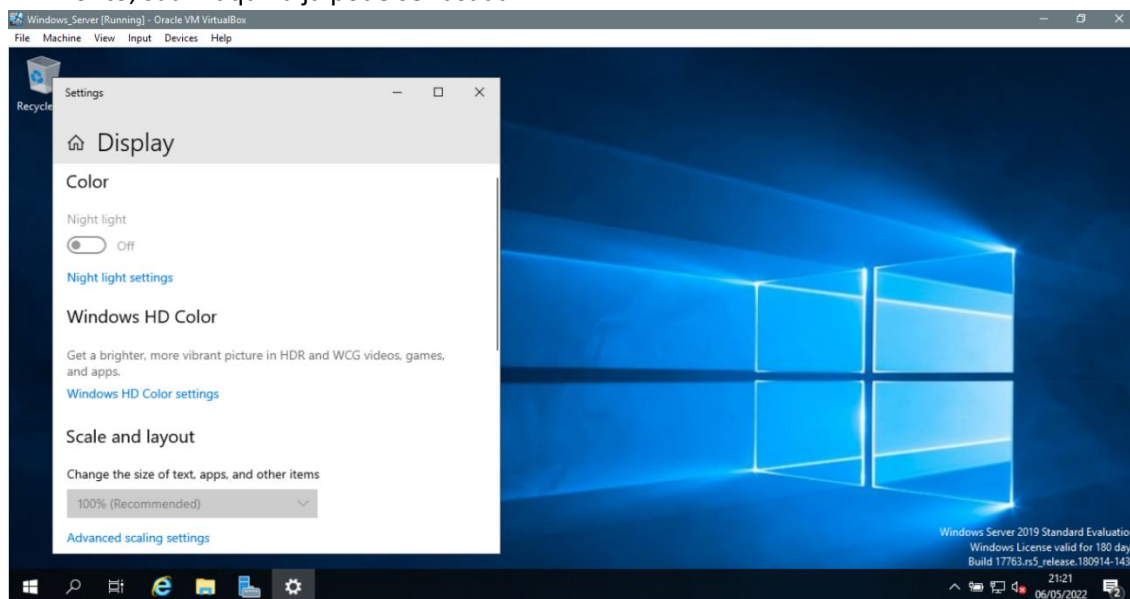 Windows_Server [Running] - Oracle VM VirtualBox
File Machine View Input Devices Help
Recycle
Settings
Display
Color
Night light
Off
Night light settings
Windows HD Color
Get a brighter, more vibrant picture in HDR and WCG videos, games,
and apps.
Windows HD Color settings
Scale and layout
Change the size of text, apps, and other items
100% (Recommended)
Advanced scaling settings
Windows Server 2019 Standard Evaluatio
Windows License valid for 180 day
Build 17763.rs5_release.180914-143
21:21
06/05/2022
2